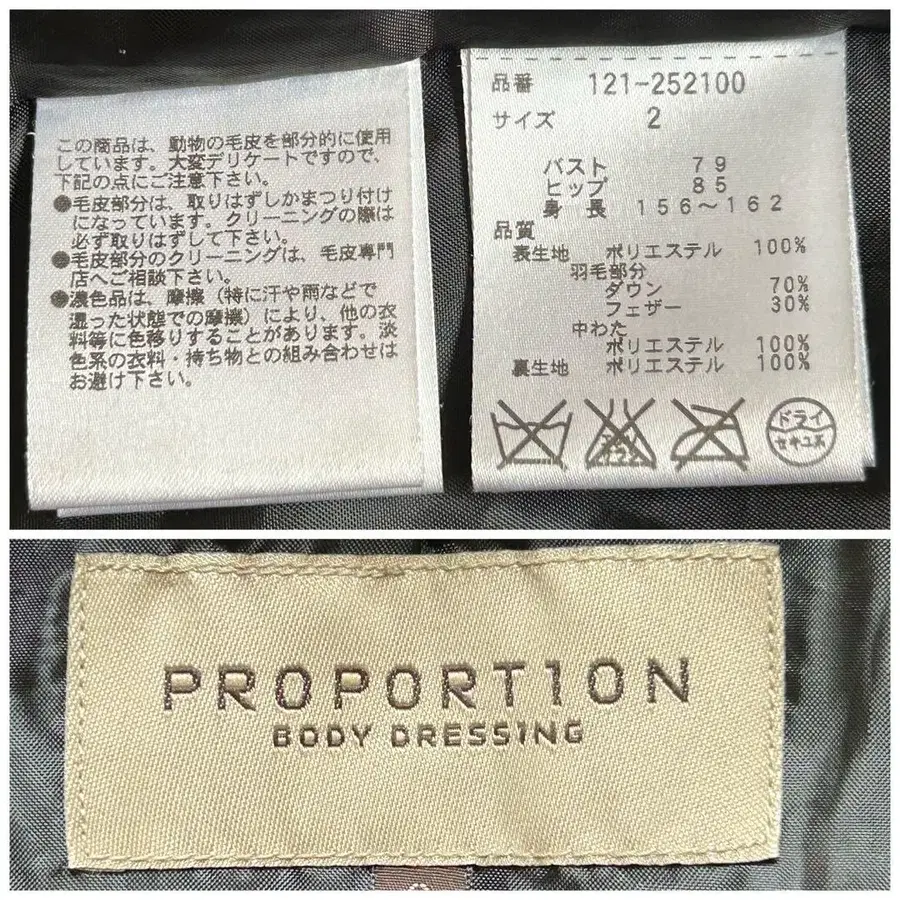 この商品は、動物の毛皮を部分的に使用
しています。大変デリケートですので、
下記の点にご注意下さい。
●毛皮部分は、取りはずしかまつり付け
になっています。クリーニングの際は
必ず取りはずして下さい。
●毛皮部分のクリーニングは、毛皮専門
店へご相談下さい。
●濃色品は、摩擦（特に汗や雨などで
湿った状態での摩擦）により、他の衣
料等に色移りすることがあります。淡
色系の衣料・持ち物との組み合わせは
お避け下さい。
品番 121-252100
サイズ 2
バスト 79
ヒップ 85
身長 156～162
品質
表生地 ポリエステル 100%
羽毛部分
ダウン 70%
フェザー 30%
中わた
ポリエステル 100%
裏生地 ポリエステル 100%
ドライ
セキユ系
PROPORTION
BODY DRESSING